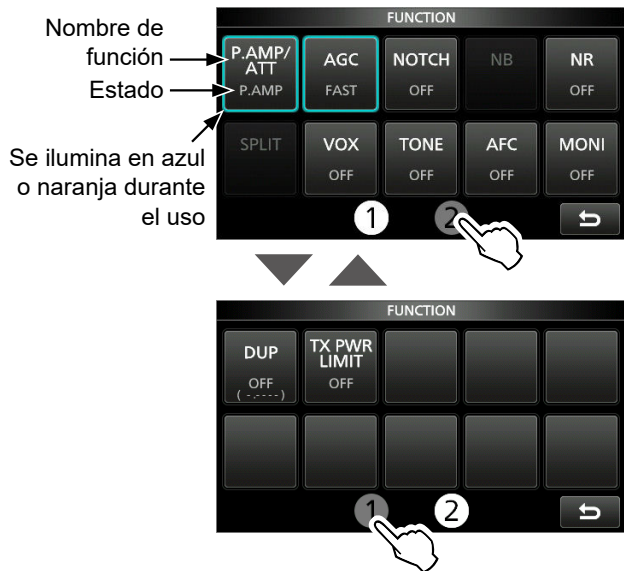 FUNCTION
Nombre de
función
Estado
Se ilumina en azul
o naranja durante
el uso
P.AMP/
ATT
P.AMP
AGC
FAST
NOTCH
OFF
NB
NR
OFF
SPLIT
VOX
OFF
TONE
OFF
AFC
OFF
MONI
OFF
1
2
FUNCTION
DUP
OFF
( -.---- )
TX PWR
LIMIT
OFF
1
2